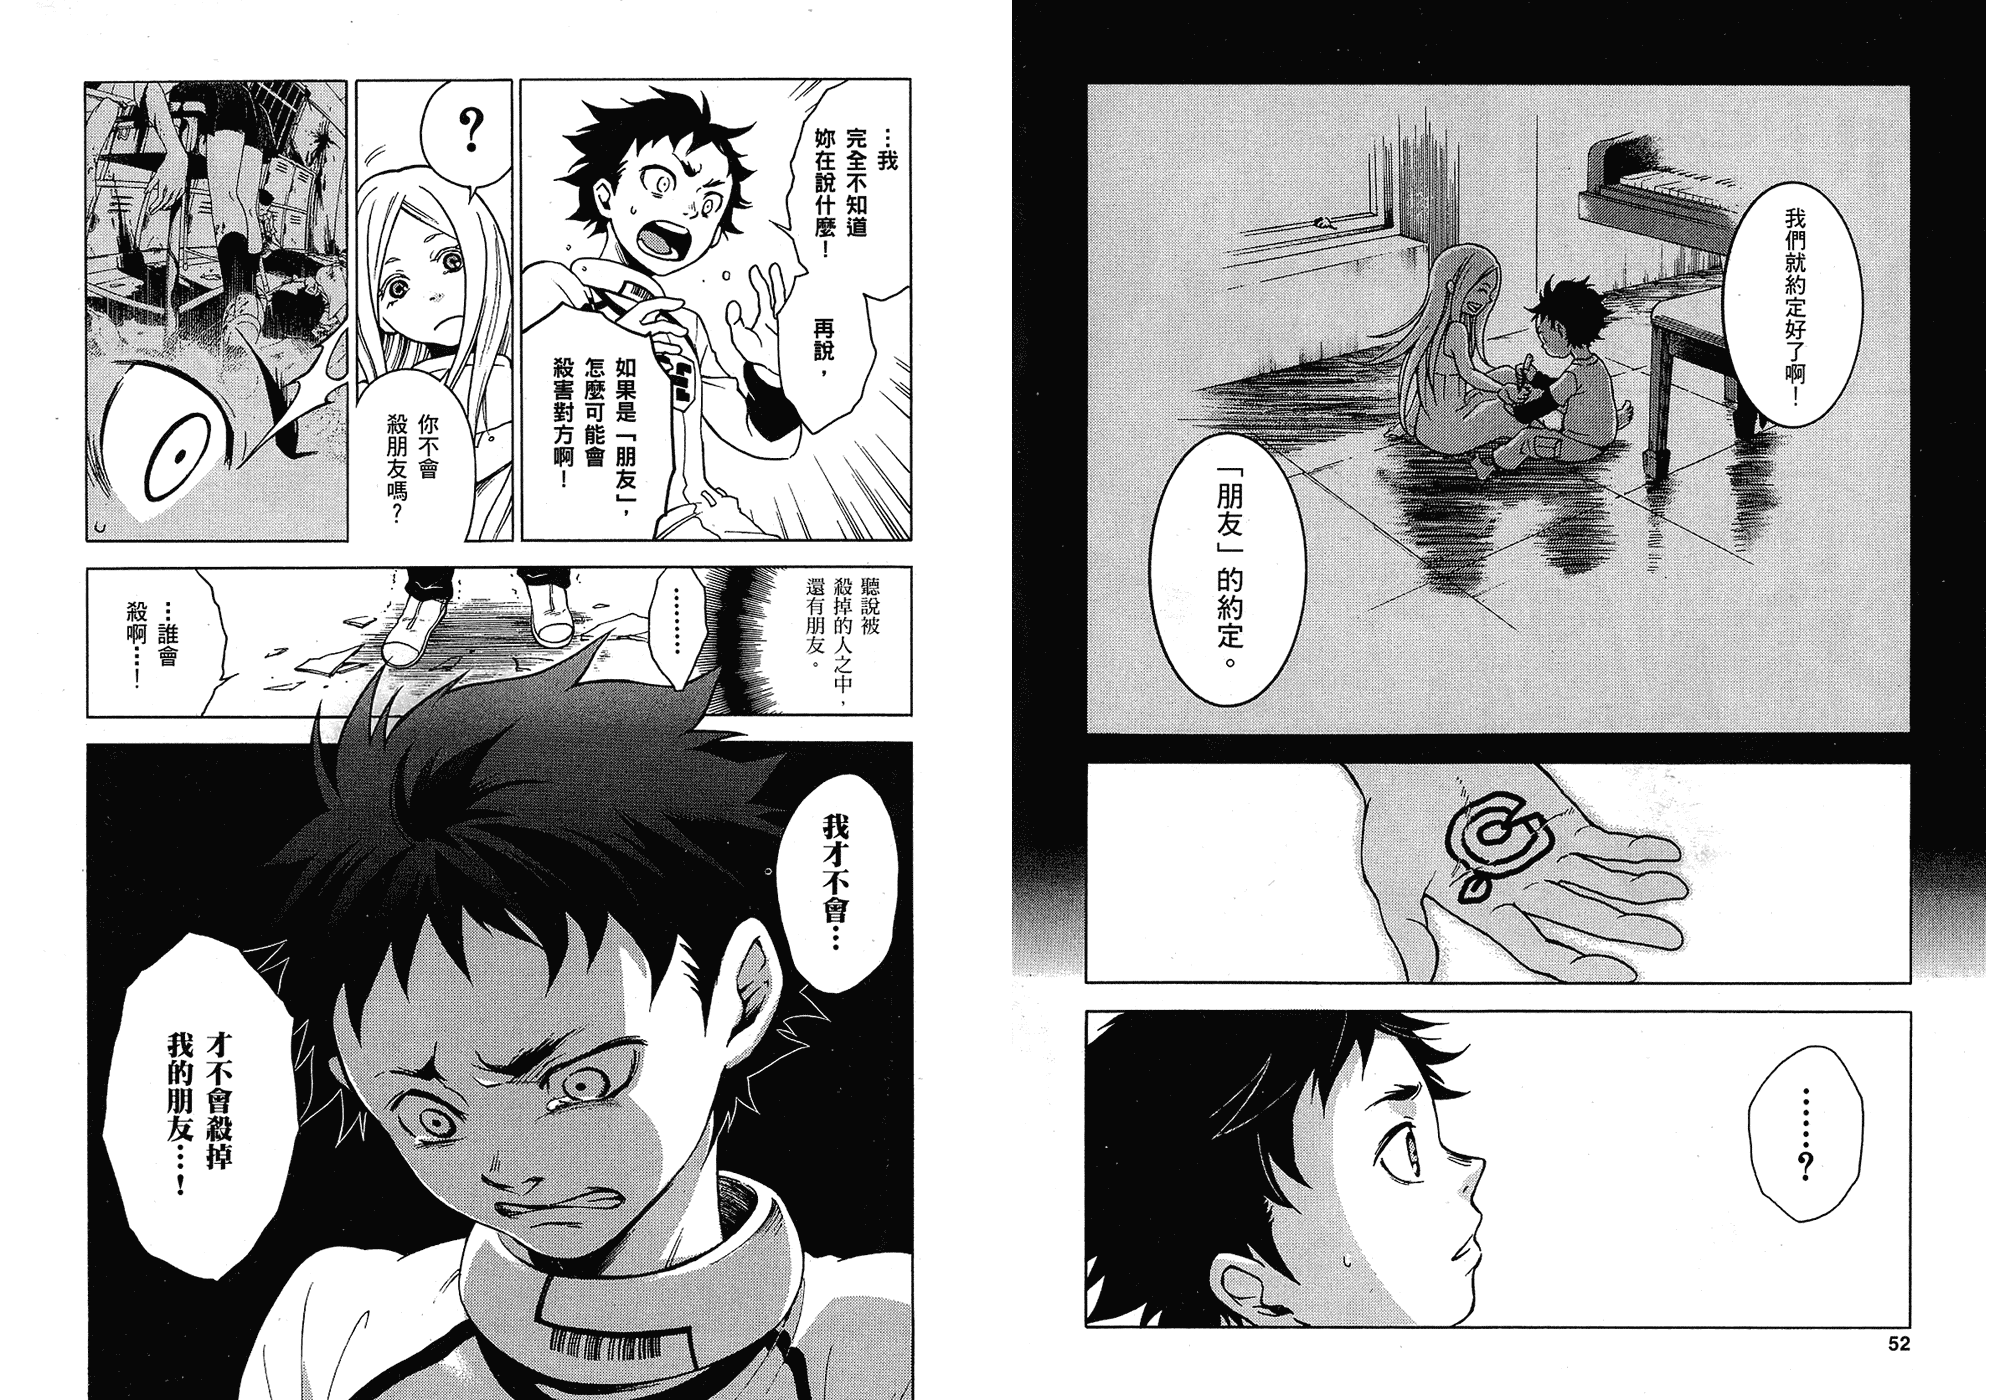 我們就約定好了啊！
「朋友」的約定。
……？
52
…我
完全不知道
妳在說什麼！
再說，
如果是「朋友」，
怎麼可能會
殺害對方啊！
？
你不會
殺朋友嗎？
聽說被
殺掉的人之中，
還有朋友。
………
…誰會
殺啊…！
我才不會…
才不會殺掉
我的朋友…！